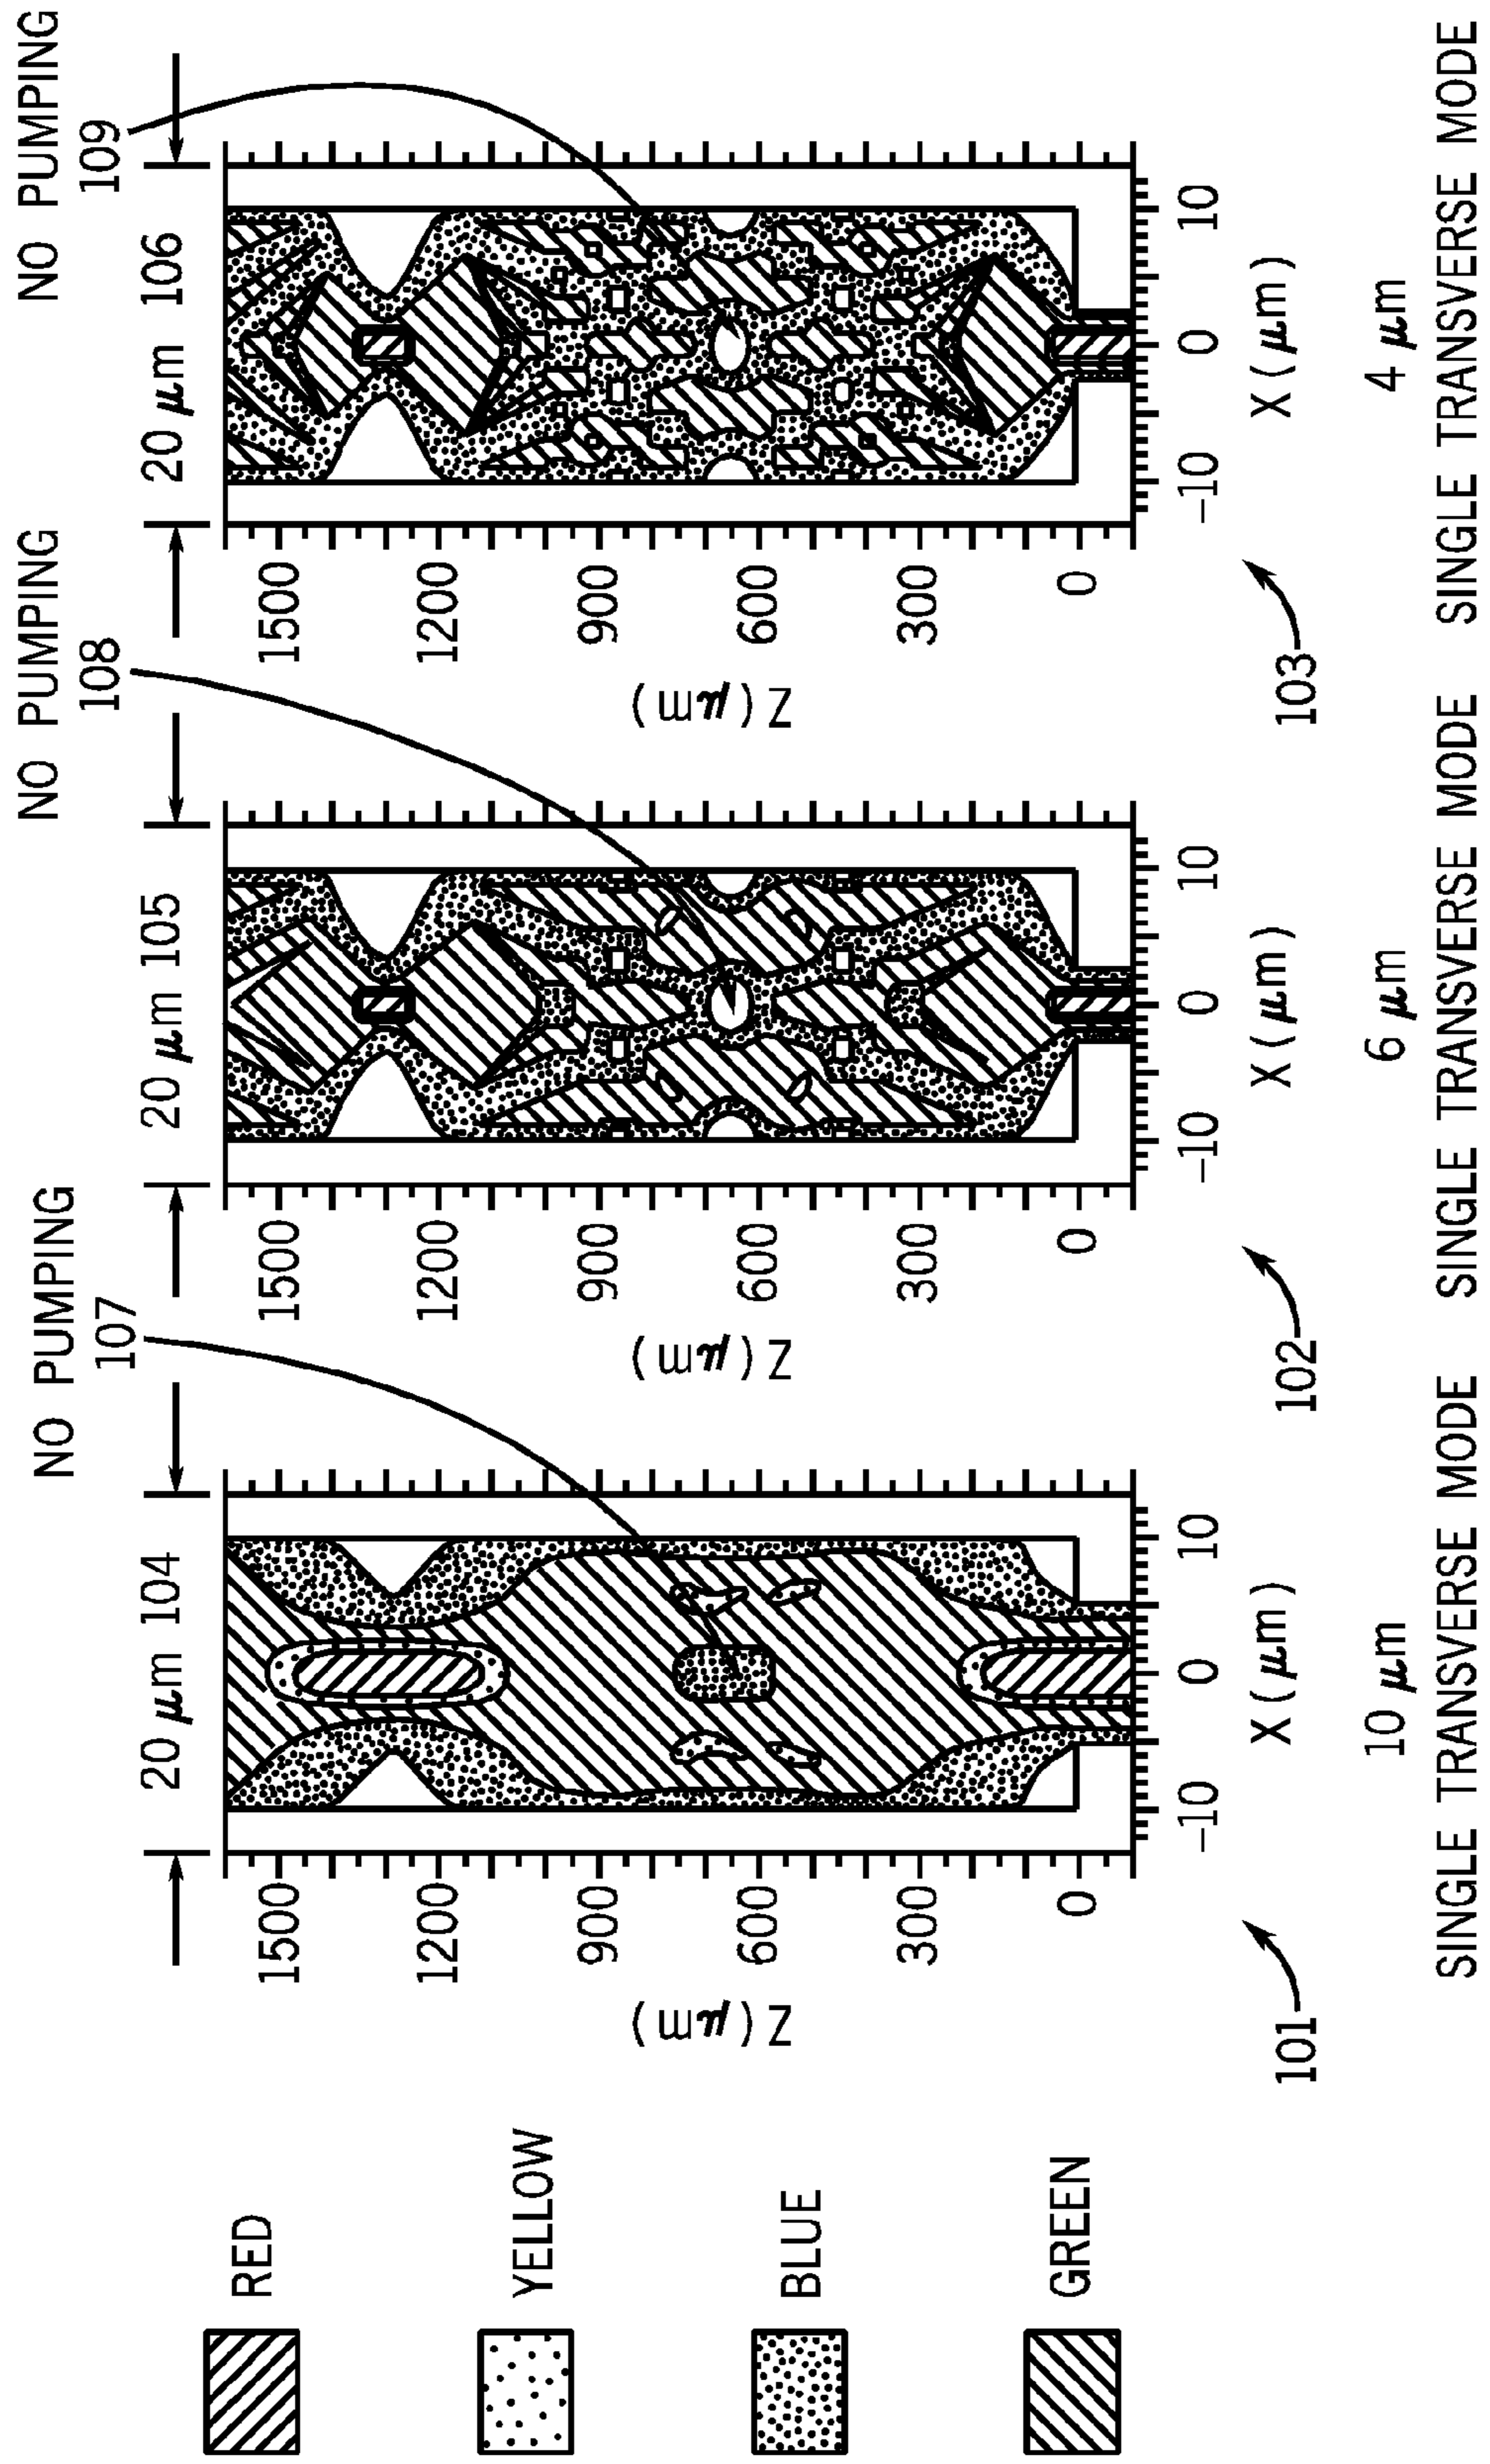 NO PUMPING
NO PUMPING
NO PUMPING
107
108
109
20 μm 104
20 μm 105
20 μm 106
1500
1200
900
600
300
0
Z(μm)
-10
0
10
X(μm)
101
10 μm
SINGLE TRANSVERSE MODE
1500
1200
900
600
300
0
Z(μm)
-10
0
10
X(μm)
102
6 μm
SINGLE TRANSVERSE MODE
1500
1200
900
600
300
0
Z(μm)
-10
0
10
X(μm)
103
4 μm
SINGLE TRANSVERSE MODE
RED
YELLOW
BLUE
GREEN